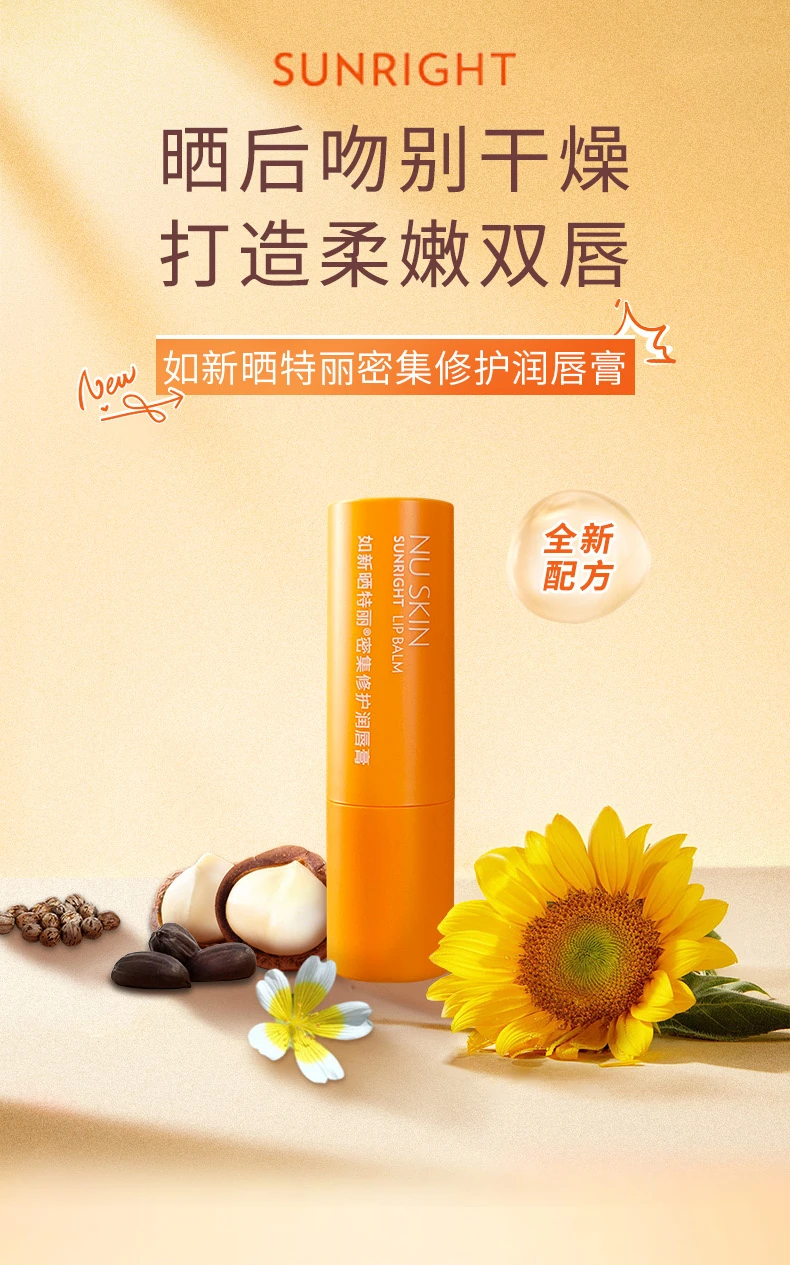 SUNRIGHT
晒后吻别干燥
打造柔嫩双唇
New
如新晒特丽密集修护润唇膏
全新
配方
NU SKIN
SUNRIGHT LIP BALM
如新晒特丽®密集修护润唇膏